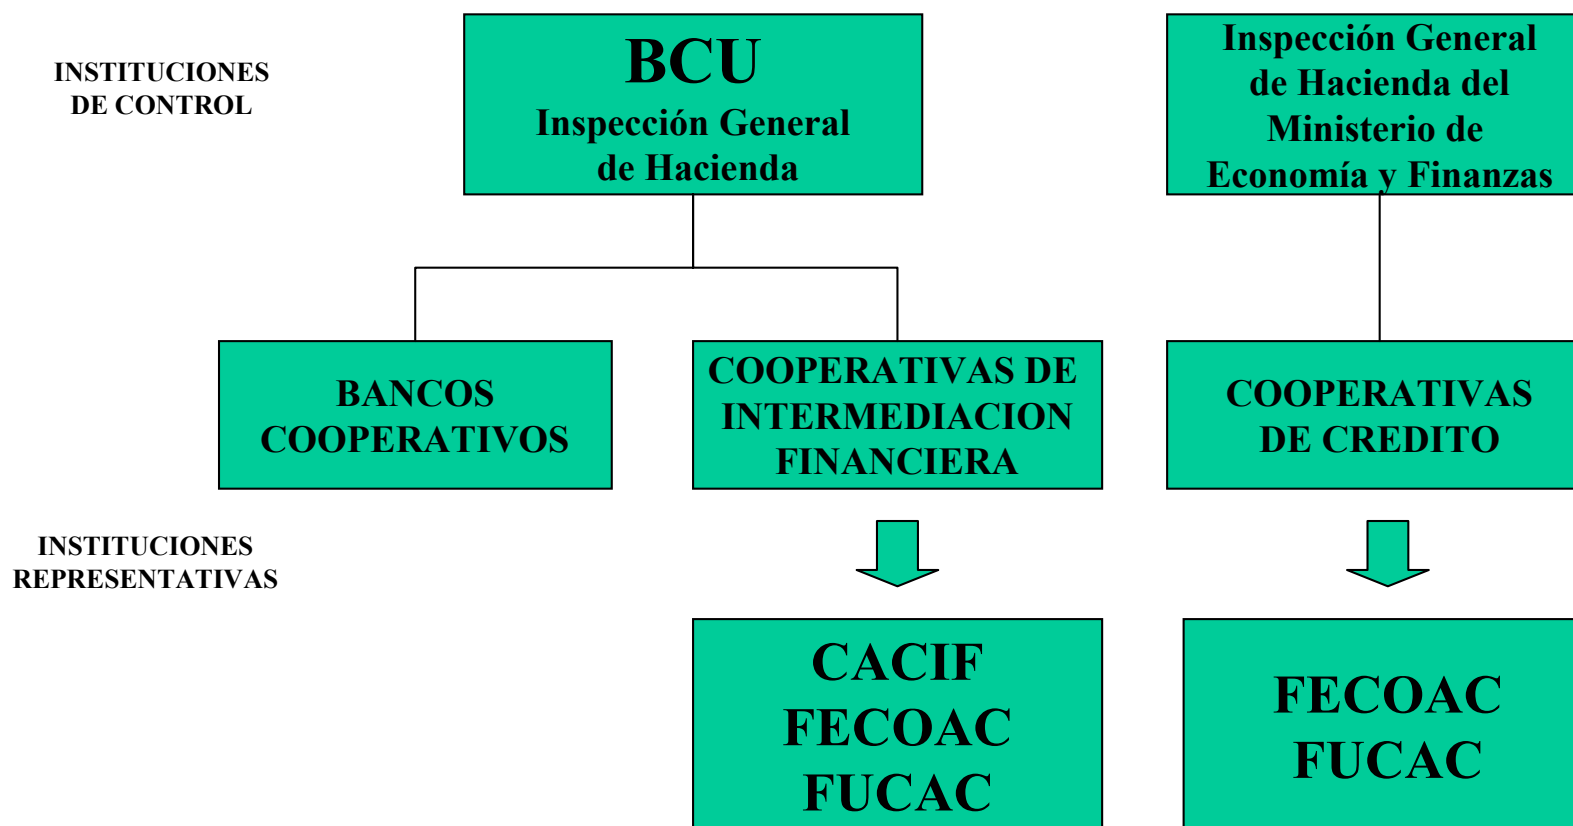 INSTITUCIONES
DE CONTROL
BCU
Inspección General
de Hacienda
Inspección General
de Hacienda del
Ministerio de
Economía y Finanzas
BANCOS
COOPERATIVOS
COOPERATIVAS DE
INTERMEDIACION
FINANCIERA
COOPERATIVAS
DE CREDITO
INSTITUCIONES
REPRESENTATIVAS
CACIF
FECOAC
FUCAC
FECOAC
FUCAC